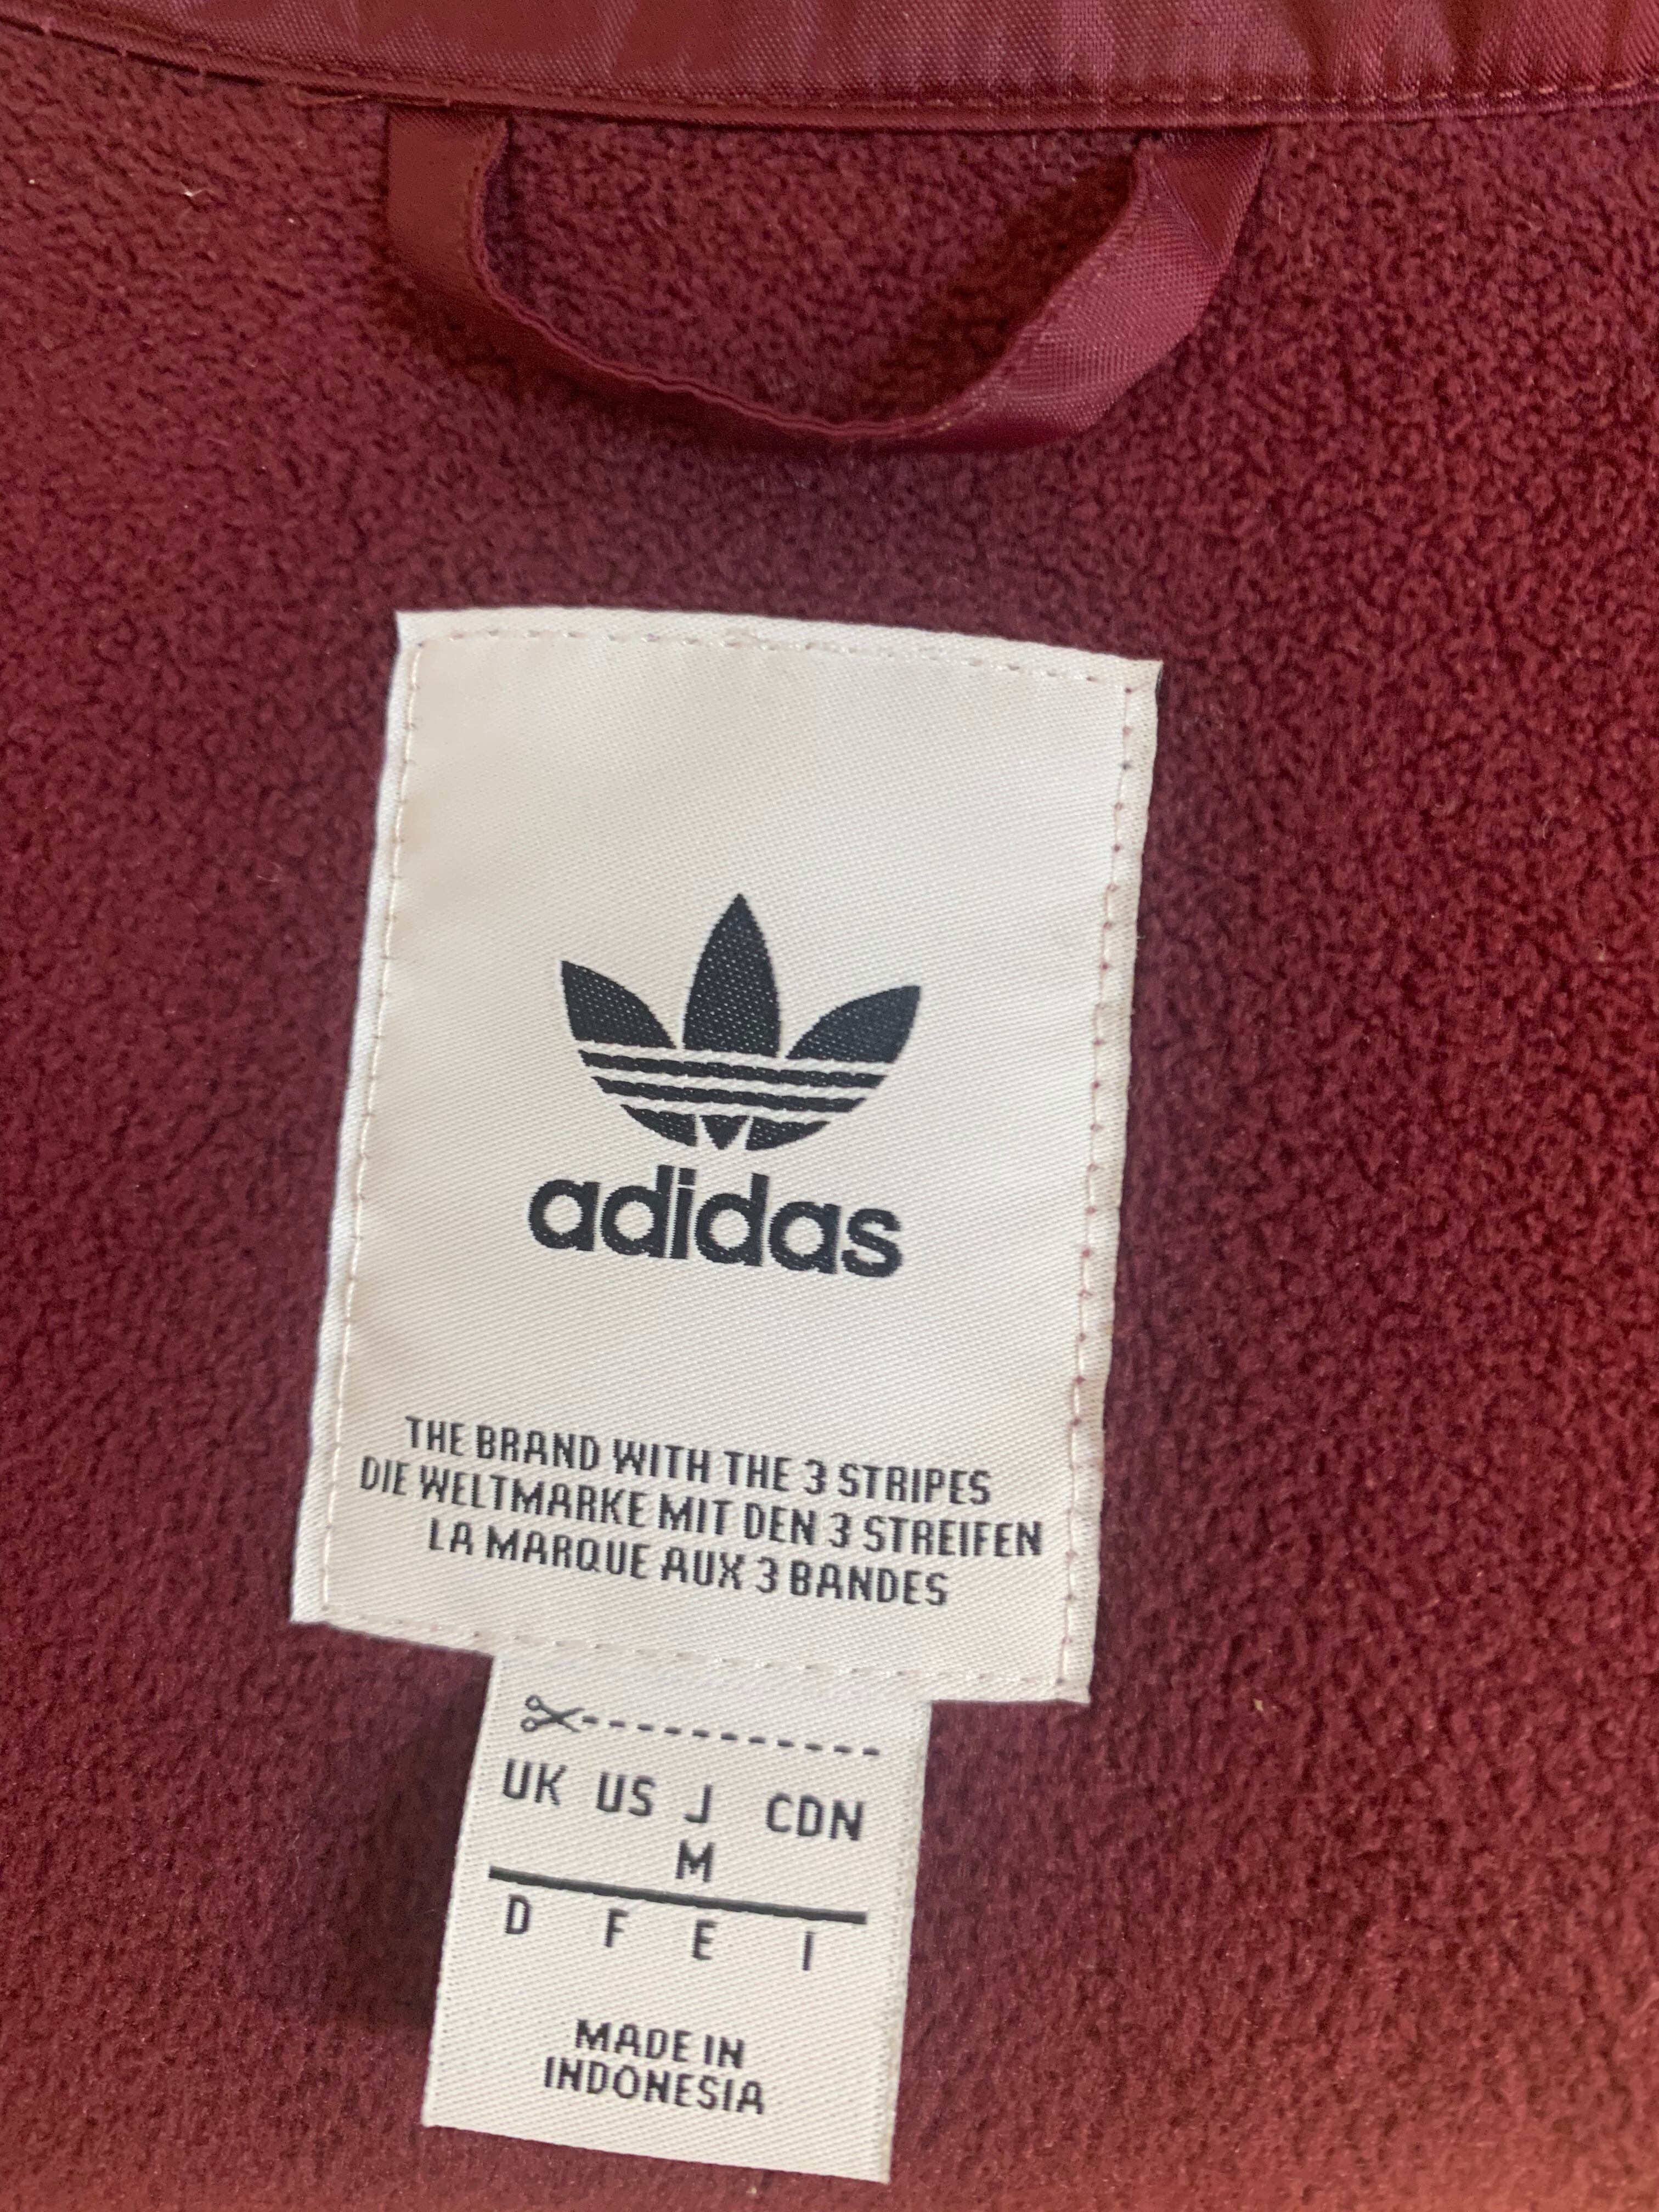 adidas
THE BRAND WITH THE 3 STRIPES
DIE WELTMARKE MIT DEN 3 STREIFEN
LA MARQUE AUX 3 BANDES
UK US J CDN
M
D F E I
MADE IN
INDONESIA